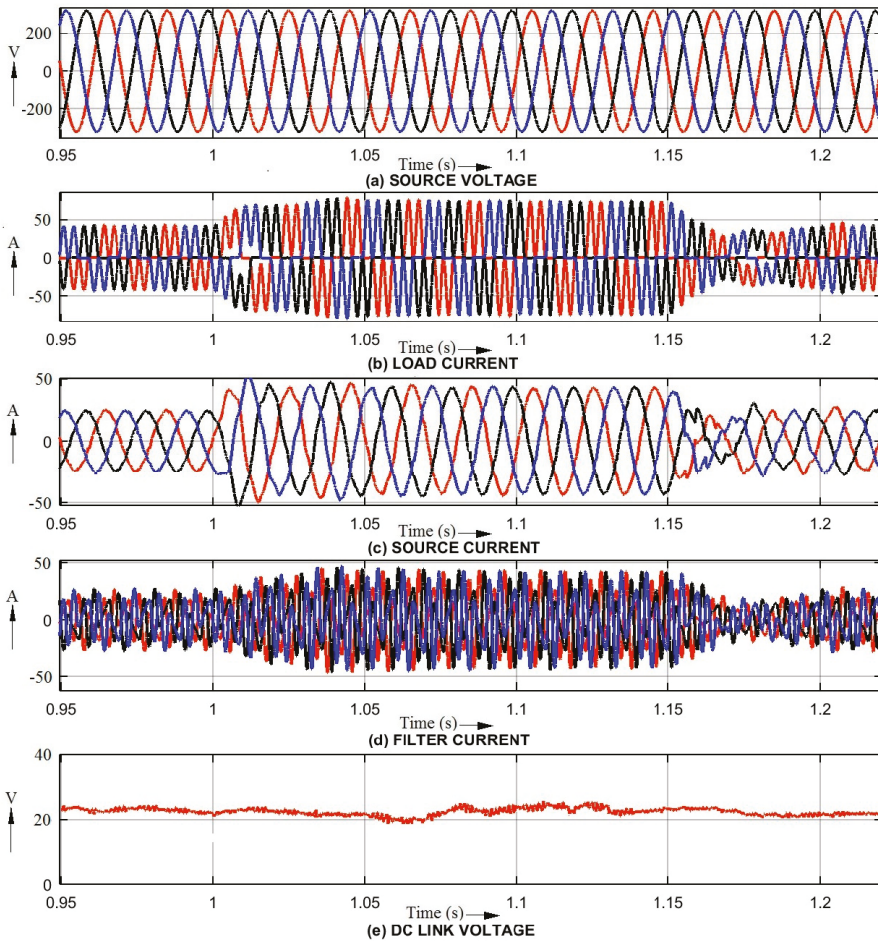 200
V
0
-200
0.95 1 1.05 1.1 1.15 1.2
Time (s)
(a) SOURCE VOLTAGE
50
A
0
-50
0.95 1 1.05 1.1 1.15 1.2
Time (s)
(b) LOAD CURRENT
50
A
0
-50
0.95 1 1.05 1.1 1.15 1.2
Time (s)
(c) SOURCE CURRENT
50
A
0
-50
0.95 1 1.05 1.1 1.15 1.2
Time (s)
(d) FILTER CURRENT
40
V
20
0
0.95 1 1.05 1.1 1.15 1.2
Time (s)
(e) DC LINK VOLTAGE